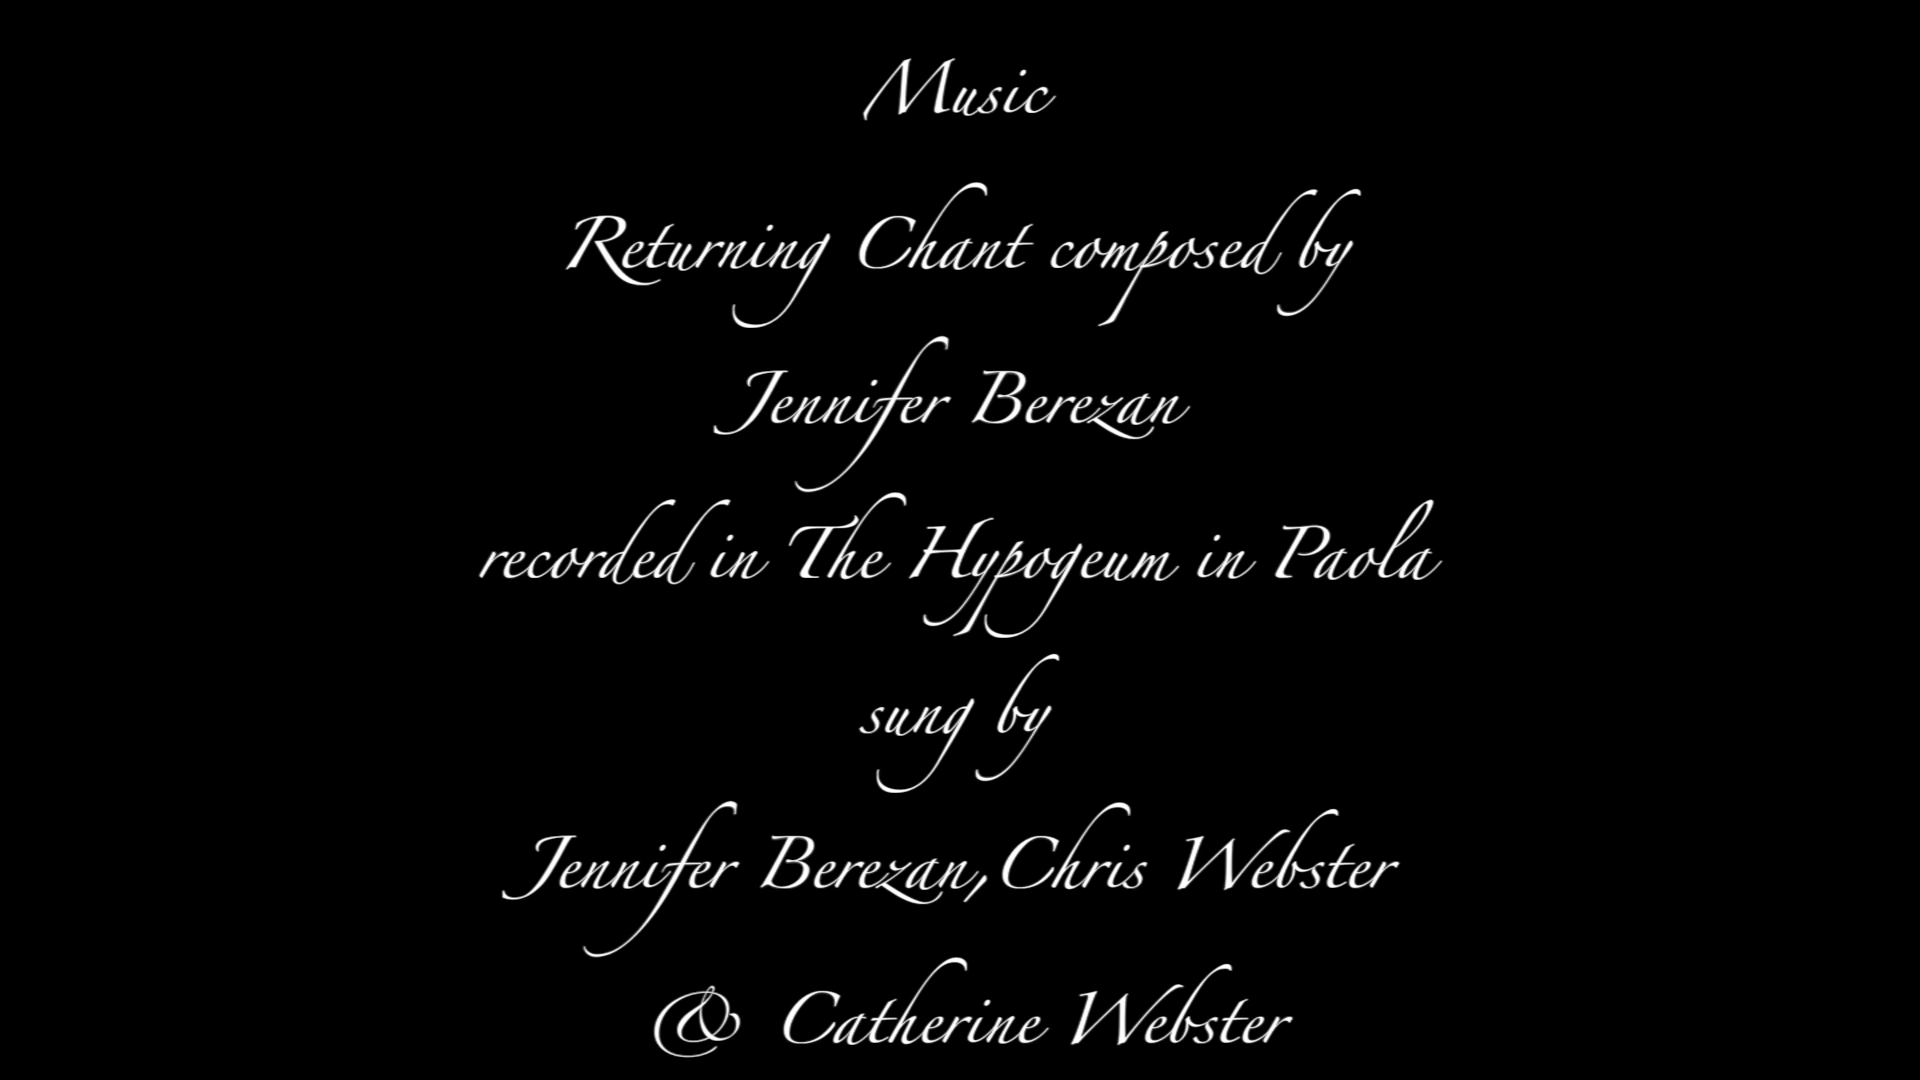 Music
Returning Chant composed by
Jennifer Berezan
recorded in The Hypogeum in Paola
sung by
Jennifer Berezan,Chris Webster
& Catherine Webster